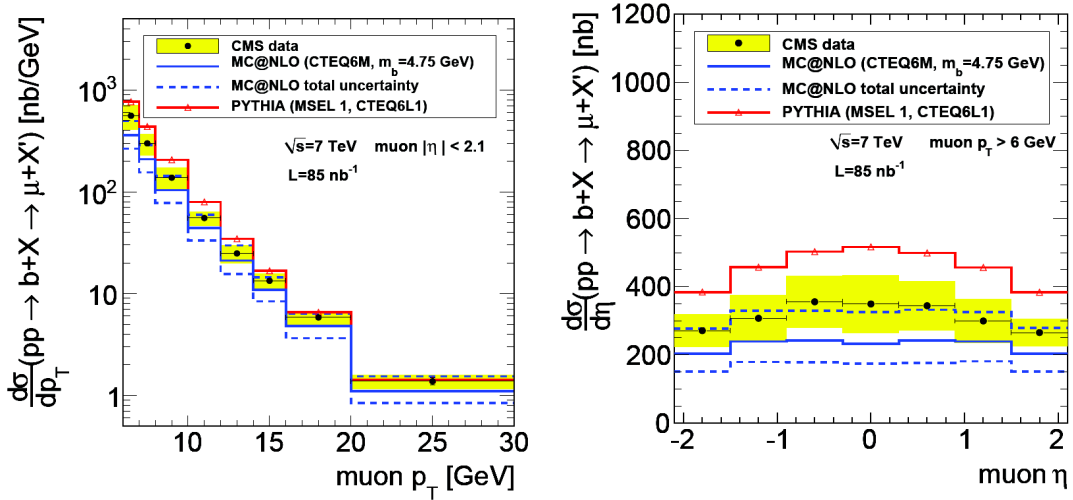 dσ/dp_T (pp → b+X → μ+X') [nb/GeV]
10³
10²
10
1
CMS data
MC@NLO (CTEQ6M, m_b=4.75 GeV)
MC@NLO total uncertainty
PYTHIA (MSEL 1, CTEQ6L1)
√s=7 TeV muon |η| < 2.1
L=85 nb⁻¹
10 15 20 25 30
muon p_T [GeV]
dσ/dη (pp → b+X → μ+X') [nb]
1200
1000
800
600
400
200
0
CMS data
MC@NLO (CTEQ6M, m_b=4.75 GeV)
MC@NLO total uncertainty
PYTHIA (MSEL 1, CTEQ6L1)
√s=7 TeV muon p_T > 6 GeV
L=85 nb⁻¹
-2 -1 0 1 2
muon η